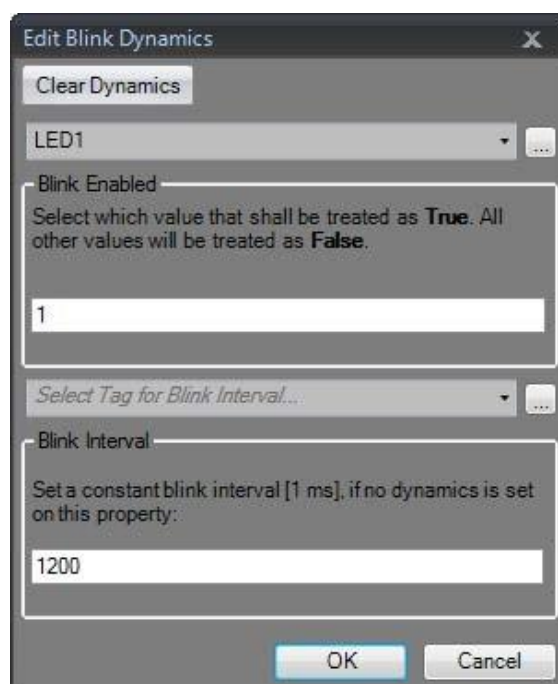 Edit Blink Dynamics
X
Clear Dynamics
LED1
...
Blink Enabled
Select which value that shall be treated as True. All
other values will be treated as False.
1
Select Tag for Blink Interval...
...
Blink Interval
Set a constant blink interval [1 ms], if no dynamics is set
on this property:
1200
OK
Cancel